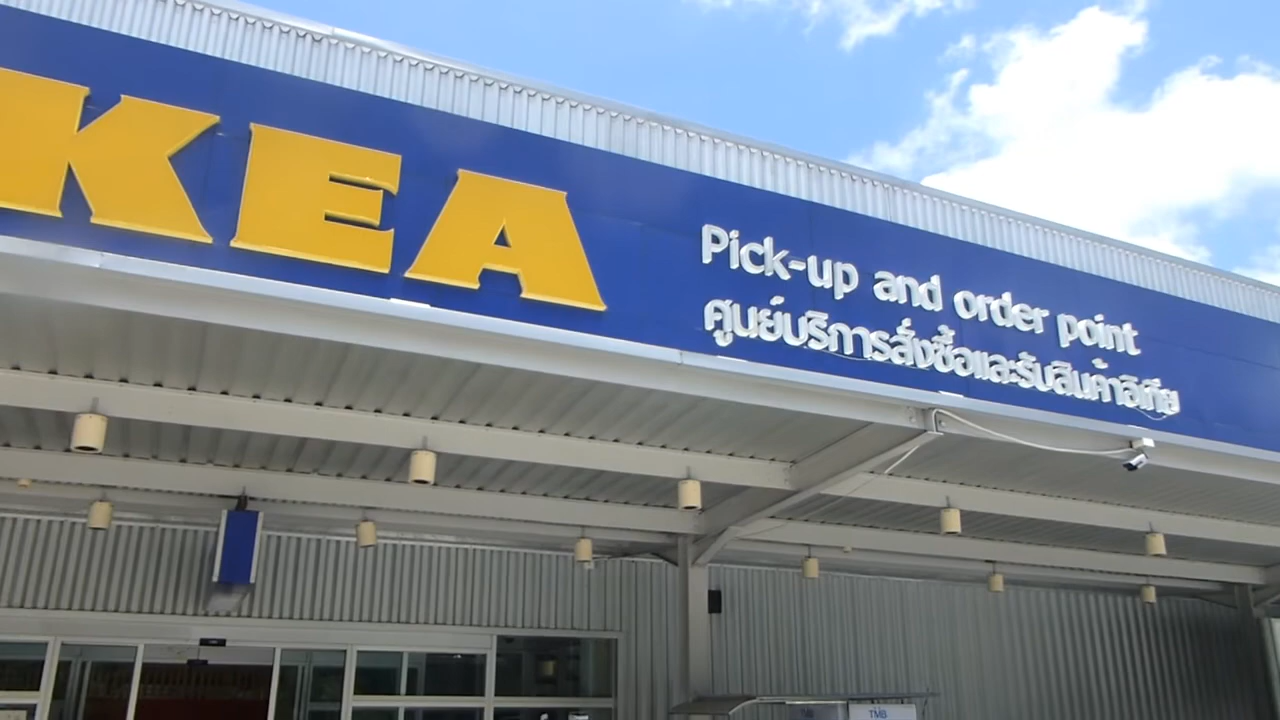 KEA
Pick-up and order point
ศูนย์บริการสั่งซื้อและรับสินค้าอิเกีย
TMB